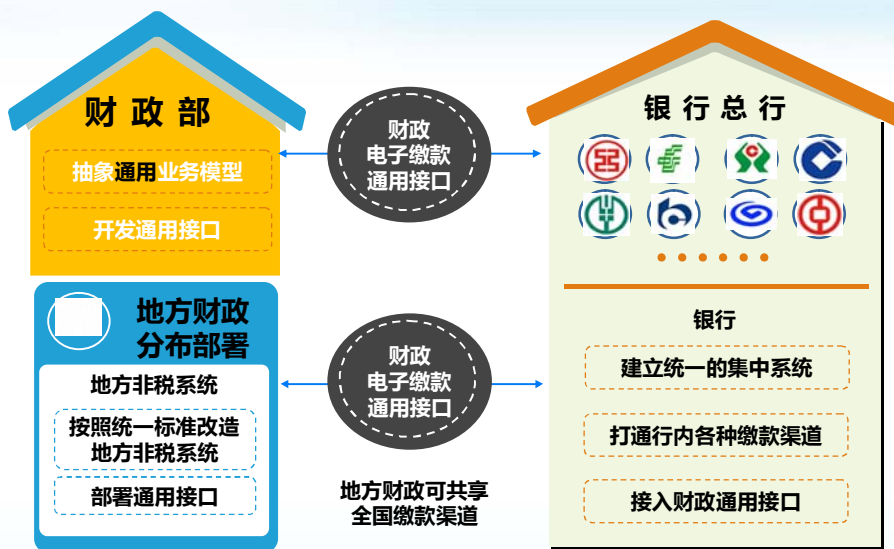 财政部
抽象通用业务模型
开发通用接口
地方财政
分布部署
地方非税系统
按照统一标准改造
地方非税系统
部署通用接口
财政
电子缴款
通用接口
财政
电子缴款
通用接口
地方财政可共享
全国缴款渠道
银行总行
······
银行
建立统一的集中系统
打通行内各种缴款渠道
接入财政通用接口